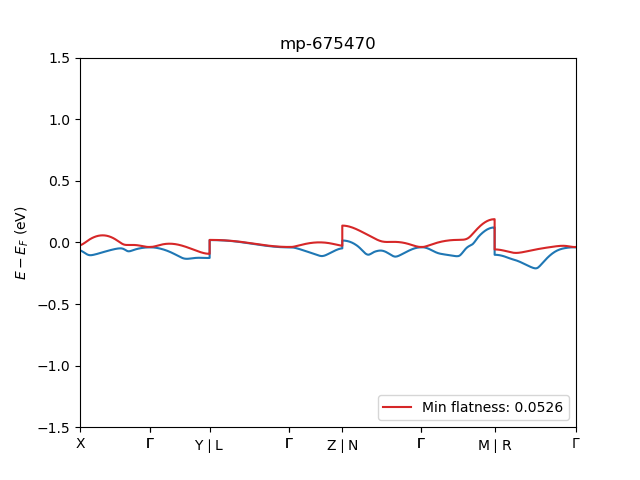 mp-675470
E − E_F (eV)
1.5
1.0
0.5
0.0
−0.5
−1.0
−1.5
Min flatness: 0.0526
X Γ Y | L Γ Z | N Γ M | R Γ